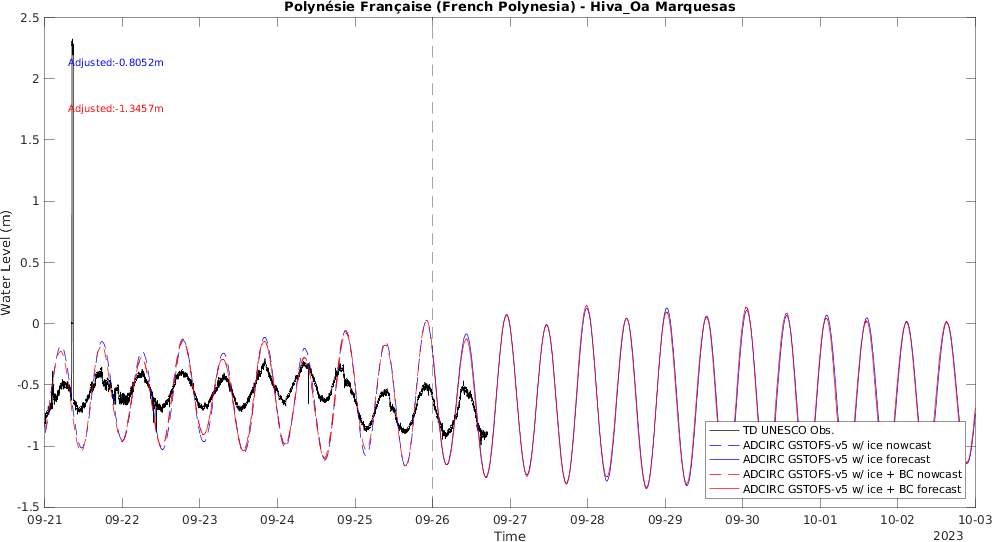 Polynésie Française (French Polynesia) - Hiva_Oa Marquesas
2.5
2
1.5
1
0.5
0
-0.5
-1
-1.5
Water Level (m)
Adjusted:-0.8052m
Adjusted:-1.3457m
TD UNESCO Obs.
ADCIRC GSTOFS-v5 w/ ice nowcast
ADCIRC GSTOFS-v5 w/ ice forecast
ADCIRC GSTOFS-v5 w/ ice + BC nowcast
ADCIRC GSTOFS-v5 w/ ice + BC forecast
09-21 09-22 09-23 09-24 09-25 09-26 09-27 09-28 09-29 09-30 10-01 10-02 10-03
Time
2023